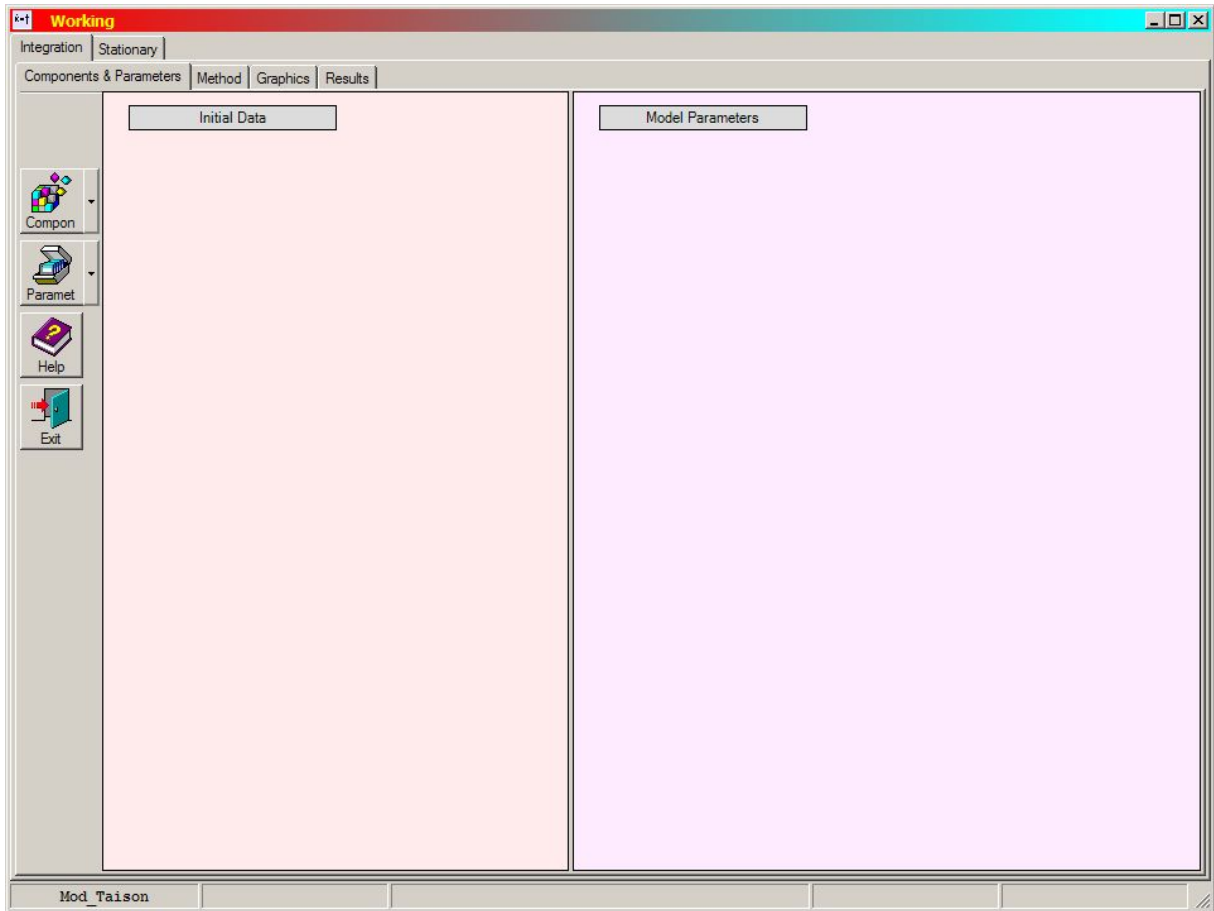 Working
Integration Stationary
Components & Parameters Method Graphics Results
Initial Data Model Parameters
Compon
Paramet
Help
Exit
Mod_Taison